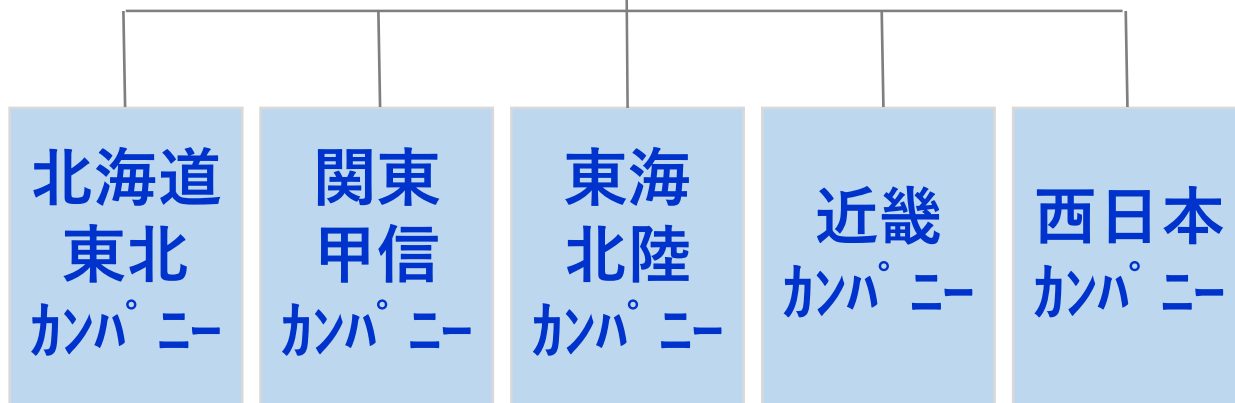 北海道
東北
ｶﾝﾊﾟﾆｰ
関東
甲信
ｶﾝﾊﾟﾆｰ
東海
北陸
ｶﾝﾊﾟﾆｰ
近畿
ｶﾝﾊﾟﾆｰ
西日本
ｶﾝﾊﾟﾆｰ